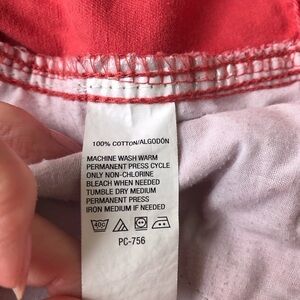 100% COTTON/ALGODÓN
MACHINE WASH WARM
PERMANENT PRESS CYCLE
ONLY NON-CHLORINE
BLEACH WHEN NEEDED
TUMBLE DRY MEDIUM
PERMANENT PRESS
IRON MEDIUM IF NEEDED
40C
PC-756